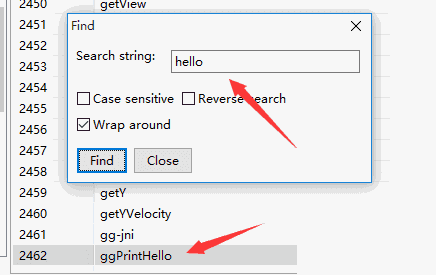 2450 getView
2451
Find
2452
2453 Search string: hello
2454
2455 Case sensitive Reverse search
2456 Wrap around
2457
Find Close
2458
2459 getY
2460 getYVelocity
2461 gg-jni
2462 ggPrintHello